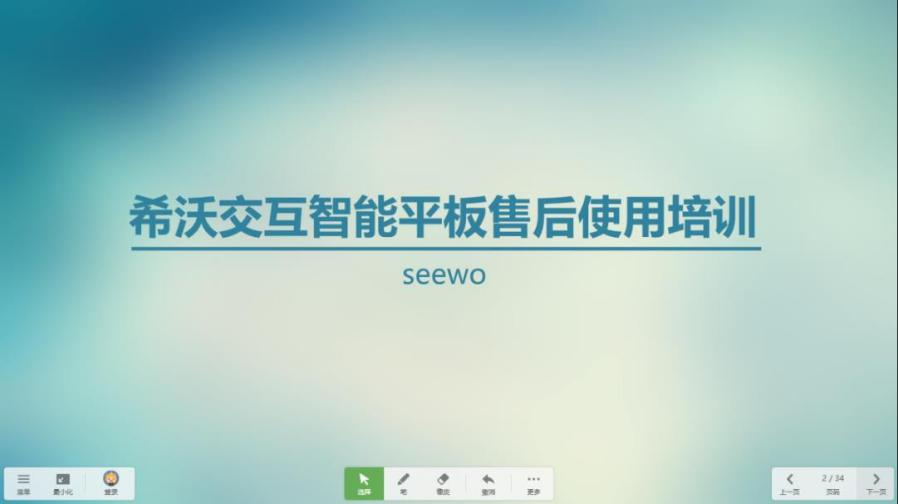 希沃交互智能平板售后使用培训
seewo
菜单 最小化 登录 选择 笔 橡皮 撤消 更多 上一页 2 / 34 页码 下一页